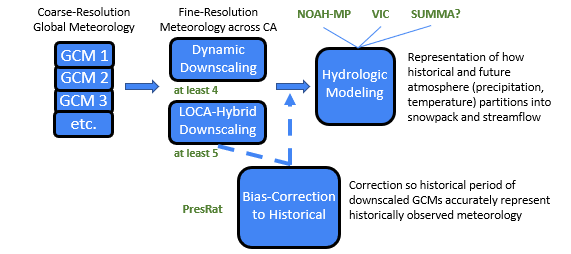 Coarse-Resolution
Global Meteorology
Fine-Resolution
Meteorology across CA
NOAH-MP
VIC
SUMMA?
GCM 1
GCM 2
GCM 3
etc.
Dynamic
Downscaling
at least 4
LOCA-Hybrid
Downscaling
at least 5
Hydrologic
Modeling
Representation of how
historical and future
atmosphere (precipitation,
temperature) partitions into
snowpack and streamflow
PresRat
Bias-Correction
to Historical
Correction so historical period of
downscaled GCMs accurately represent
historically observed meteorology